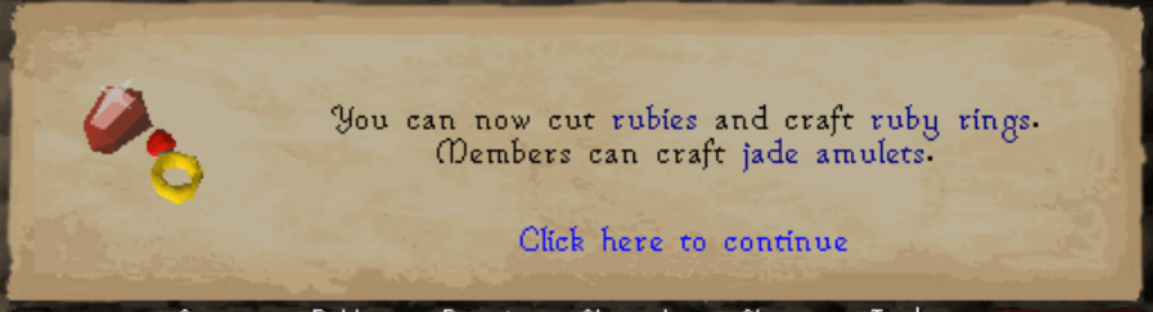 You can now cut rubies and craft ruby rings.
Members can craft jade amulets.
Click here to continue